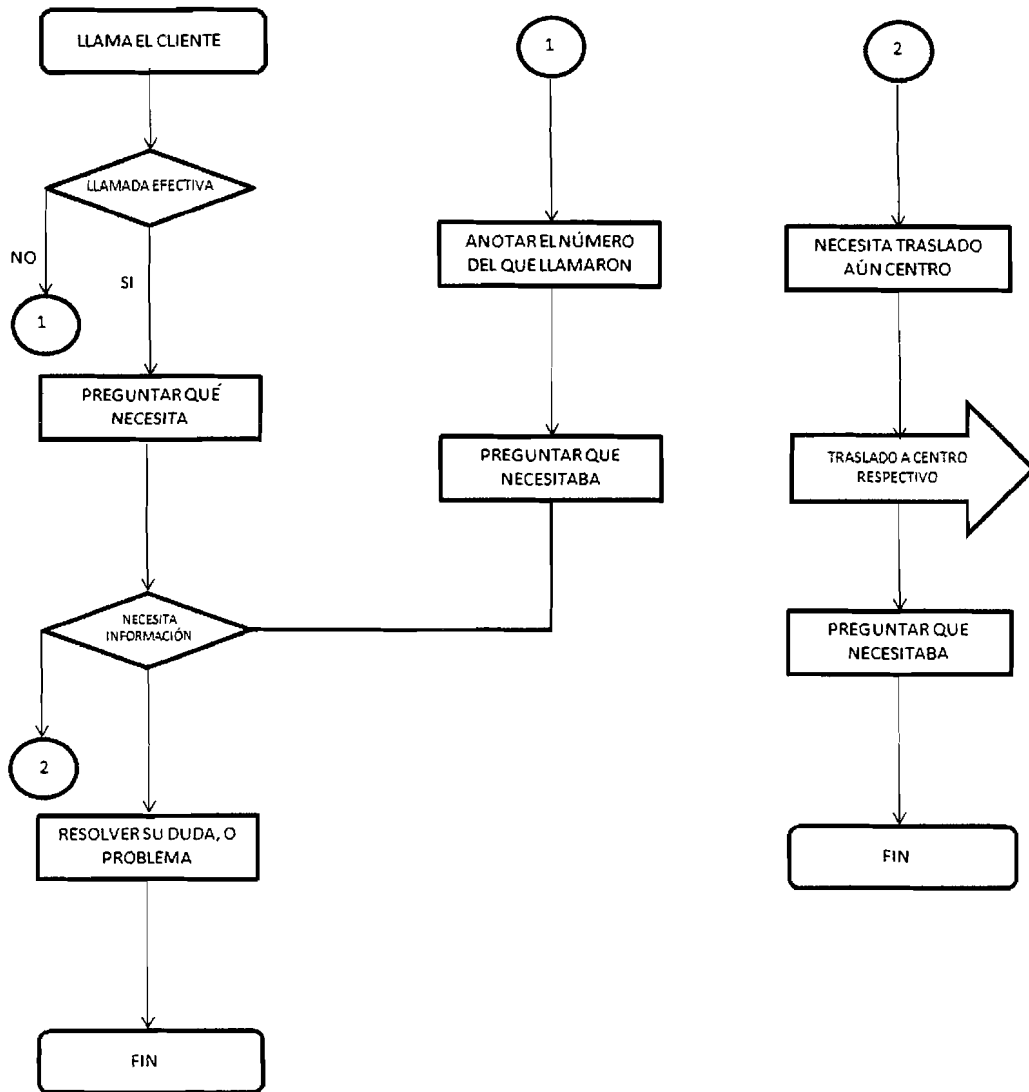 LLAMA EL CLIENTE
LLAMADA EFECTIVA
NO
SI
1
PREGUNTAR QUÉ
NECESITA
NECESITA
INFORMACIÓN
2
RESOLVER SU DUDA, O
PROBLEMA
FIN
1
ANOTAR EL NÚMERO
DEL QUE LLAMARON
PREGUNTAR QUE
NECESITABA
2
NECESITA TRASLADO
AÚN CENTRO
TRASLADO A CENTRO
RESPECTIVO
PREGUNTAR QUE
NECESITABA
FIN